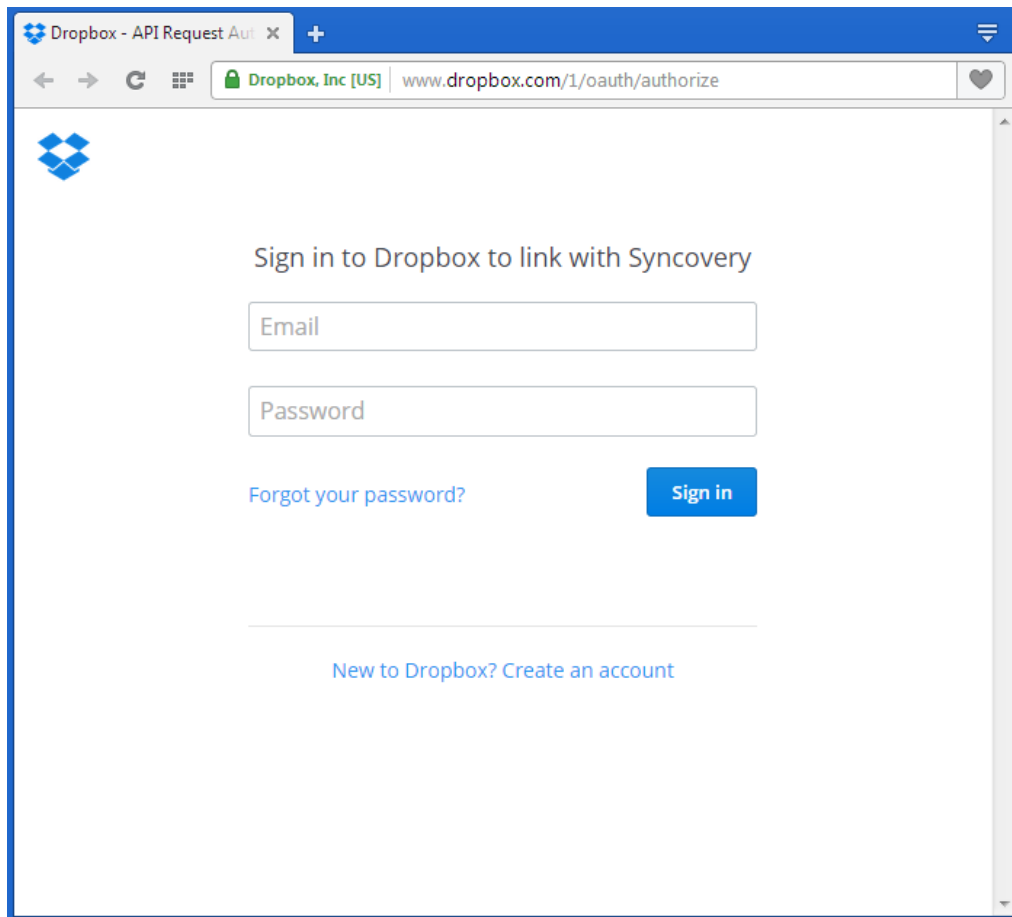 Dropbox - API Request Aut
Dropbox, Inc [US] www.dropbox.com/1/oauth/authorize
Sign in to Dropbox to link with Syncovery
Email
Password
Forgot your password? Sign in
New to Dropbox? Create an account